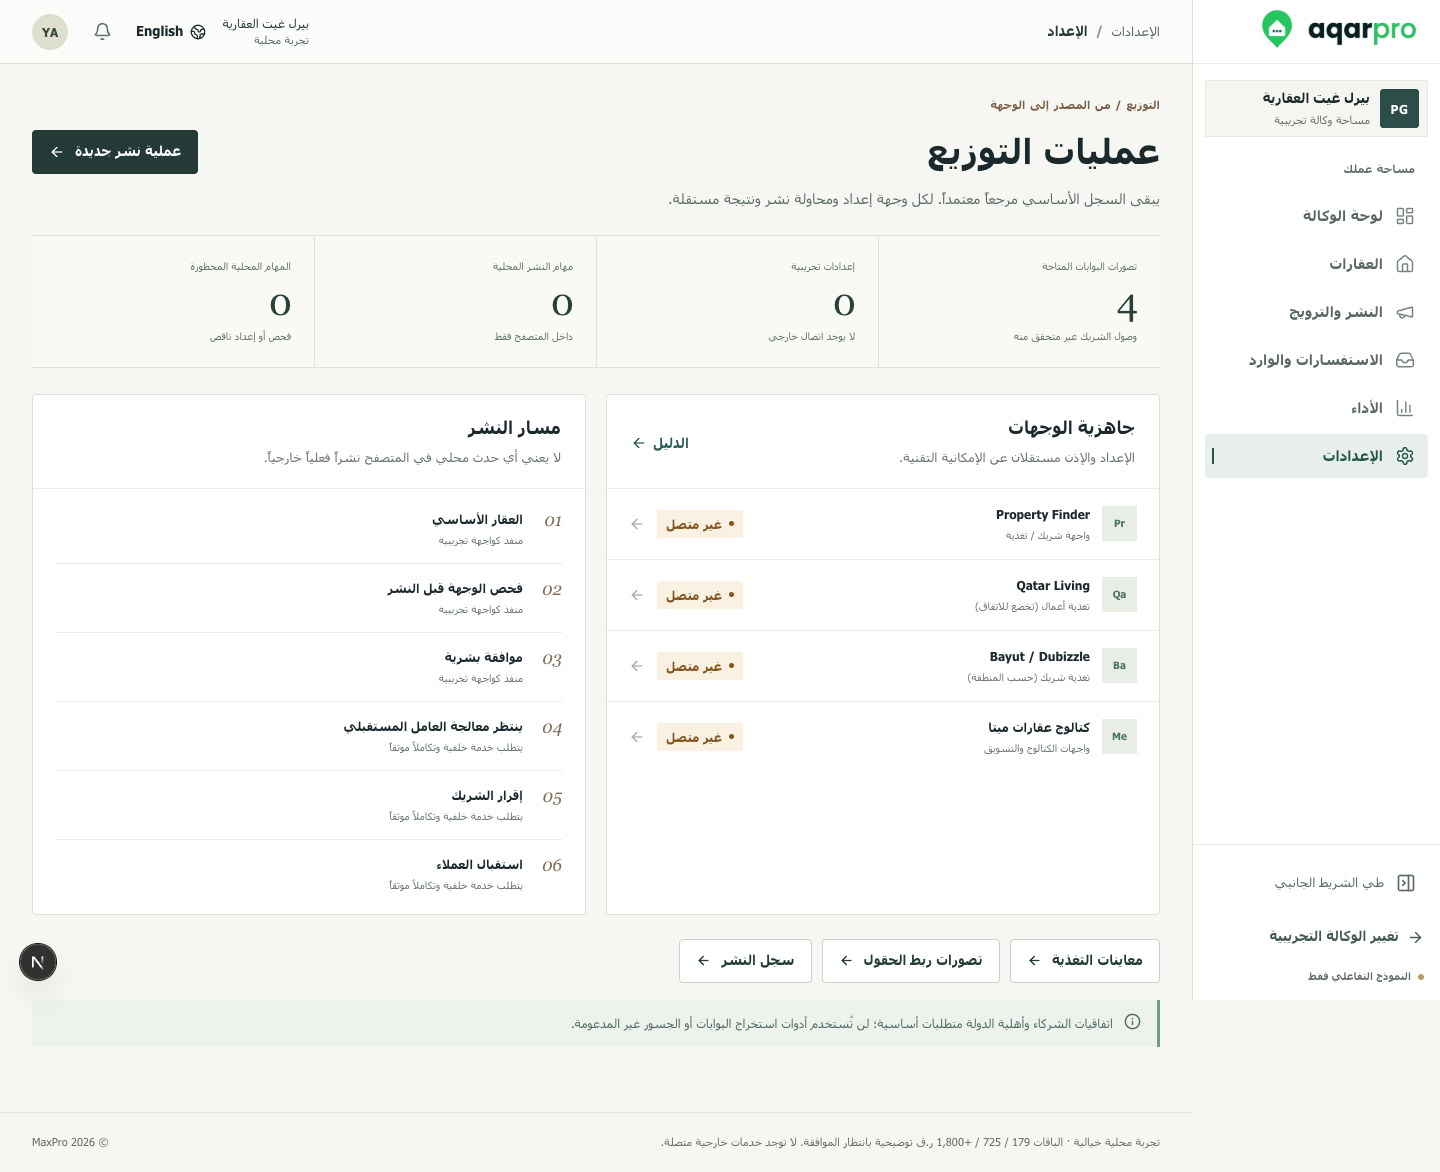 aqarpro
PG
بيرل غيت العقارية
مساحة وكالة تجريبية
مساحة عملك
لوحة الوكالة
العقارات
النشر والترويج
الاستفسارات والوارد
الأداء
الإعدادات
طي الشريط الجانبي
تغيير الوكالة التجريبية
النموذج التفاعلي فقط
الإعدادات / الإعداد
بيرل غيت العقارية
تجربة محلية
English
YA
التوزيع / من المصدر إلى الوجهة
عمليات التوزيع
يبقى السجل الأساسي مرجعاً معتمداً. لكل وجهة إعداد ومحاولة نشر ونتيجة مستقلة.
عملية نشر جديدة
تصورات البوابات المتاحة
4
وصول الشريك غير متحقق منه
إعدادات تجريبية
0
لا يوجد اتصال خارجي
مهام النشر المحلية
0
داخل المتصفح فقط
المهام المحلية المحظورة
0
فحص أو إعداد ناقص
جاهزية الوجهات
الإعداد والإذن مستقلان عن الإمكانية التقنية.
الدليل
Pr
Property Finder
واجهة شريك / تغذية
غير متصل
Qa
Qatar Living
تغذية أعمال (تخضع للاتفاق)
غير متصل
Ba
Bayut / Dubizzle
تغذية شريك (حسب المنطقة)
غير متصل
Me
كتالوج عقارات ميتا
واجهات الكتالوج والتسويق
غير متصل
مسار النشر
لا يعني أي حدث محلي في المتصفح نشراً فعلياً خارجياً.
01
العقار الأساسي
منفذ كواجهة تجريبية
02
فحص الوجهة قبل النشر
منفذ كواجهة تجريبية
03
موافقة بشرية
منفذ كواجهة تجريبية
04
ينتظر معالجة العامل المستقبلي
يتطلب خدمة خلفية وتكاملاً موثقاً
05
إقرار الشريك
يتطلب خدمة خلفية وتكاملاً موثقاً
06
استقبال العملاء
يتطلب خدمة خلفية وتكاملاً موثقاً
معاينات التغذية
تصورات ربط الحقول
سجل النشر
N
اتفاقيات الشركاء وأهلية الدولة متطلبات أساسية؛ لن تُستخدم أدوات استخراج البوابات أو الجسور غير المدعومة.
تجربة محلية خيالية · الباقات 179 / 725 / 1,800+ ر.ق توضيحية بانتظار الموافقة. لا توجد خدمات خارجية متصلة.
© 2026 MaxPro